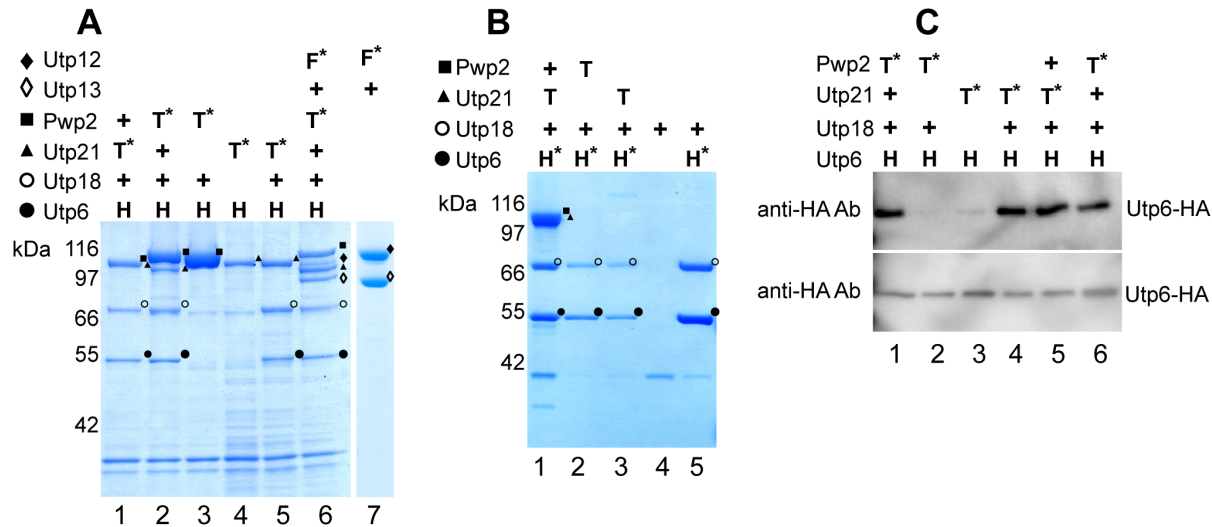 A
◆ Utp12 F* F*
◇ Utp13 + +
■ Pwp2 + T* T* T*
▲ Utp21 T* + T* T* +
○ Utp18 + + + + +
● Utp6 H H H H H H
kDa
116
97
66
55
42
1 2 3 4 5 6 7
B
■ Pwp2 + T
▲ Utp21 T T
○ Utp18 + + + + +
● Utp6 H* H* H* H*
kDa
116
97
66
55
42
1 2 3 4 5
C
Pwp2 T* T* + T*
Utp21 + T* T* T* +
Utp18 + + + + +
Utp6 H H H H H H
anti-HA Ab Utp6-HA
anti-HA Ab Utp6-HA
1 2 3 4 5 6